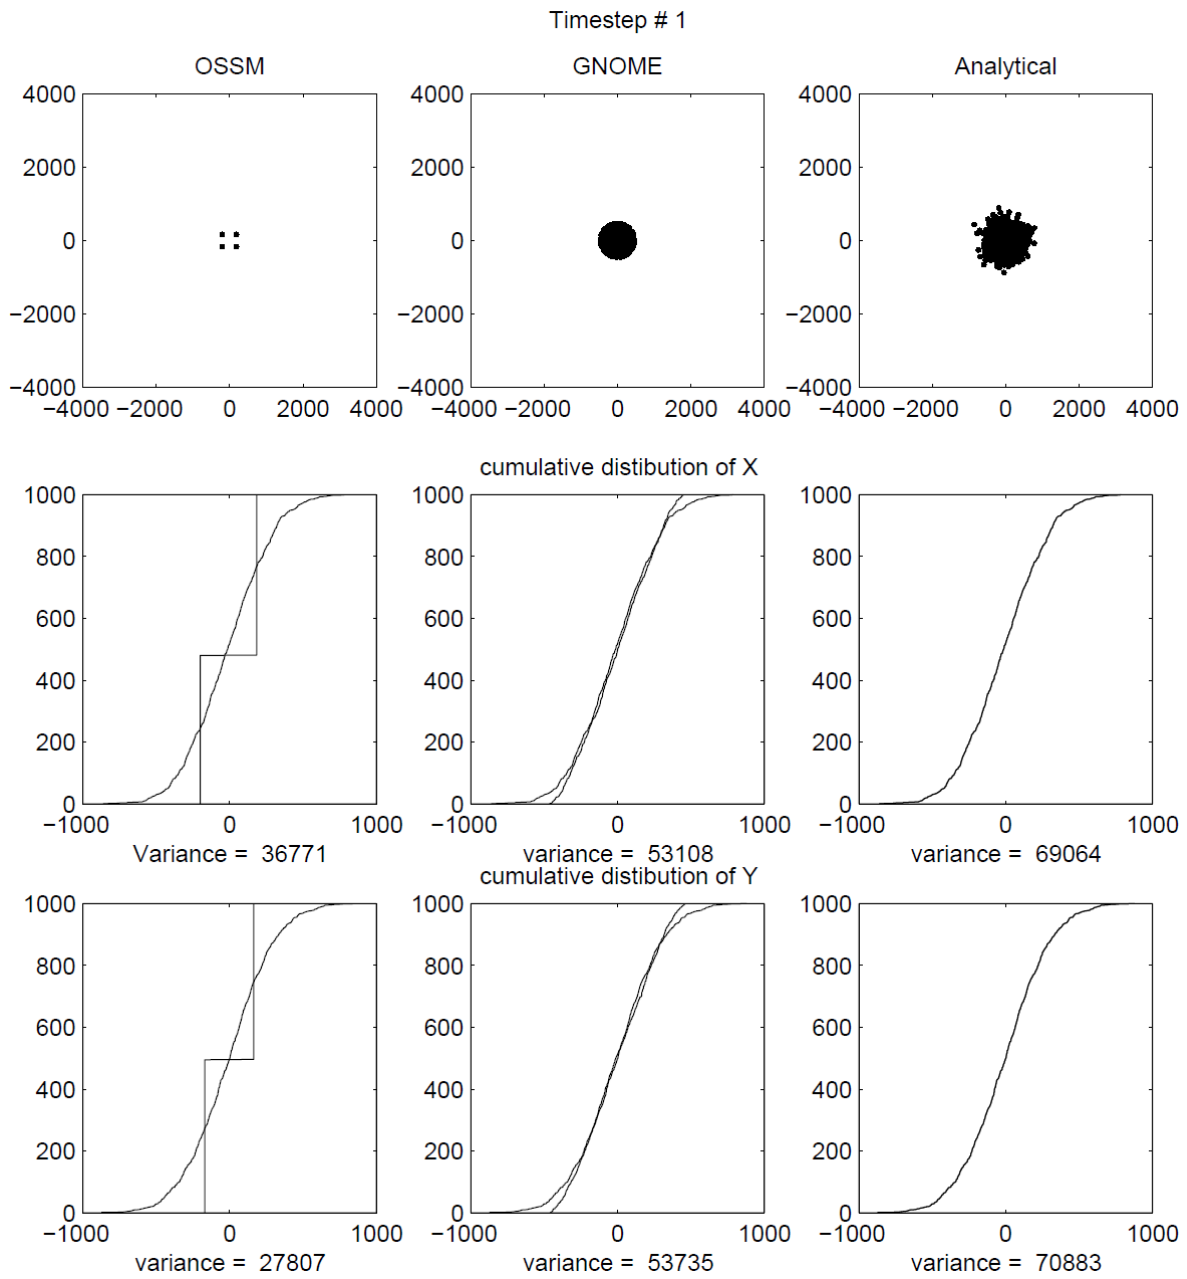 Timestep # 1
OSSM GNOME Analytical
4000 4000 4000
2000 2000 2000
0 0 0
−2000 −2000 −2000
−4000 −4000 −4000
−4000 −2000 0 2000 4000 −4000 −2000 0 2000 4000 −4000 −2000 0 2000 4000
cumulative distibution of X
1000 1000 1000
800 800 800
600 600 600
400 400 400
200 200 200
0 0 0
−1000 0 1000 −1000 0 1000 −1000 0 1000
Variance = 36771 variance = 53108 variance = 69064
cumulative distibution of Y
1000 1000 1000
800 800 800
600 600 600
400 400 400
200 200 200
0 0 0
−1000 0 1000 −1000 0 1000 −1000 0 1000
variance = 27807 variance = 53735 variance = 70883